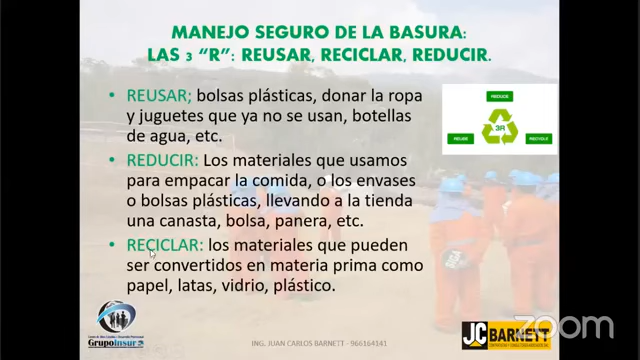 MANEJO SEGURO DE LA BASURA:
LAS 3 “R”: REUSAR, RECICLAR, REDUCIR.
• REUSAR; bolsas plásticas, donar la ropa
y juguetes que ya no se usan, botellas
de agua, etc.
• REDUCIR: Los materiales que usamos
para empacar la comida, o los envases
o bolsas plásticas, llevando a la tienda
una canasta, bolsa, panera, etc.
• RECICLAR: los materiales que pueden
ser convertidos en materia prima como
papel, latas, vidrio, plástico.
REDUCE
3R
REUSE
RECYCLE
GrupoInsur
ING. JUAN CARLOS BARNETT - 966164141
JC BARNETT
zoom